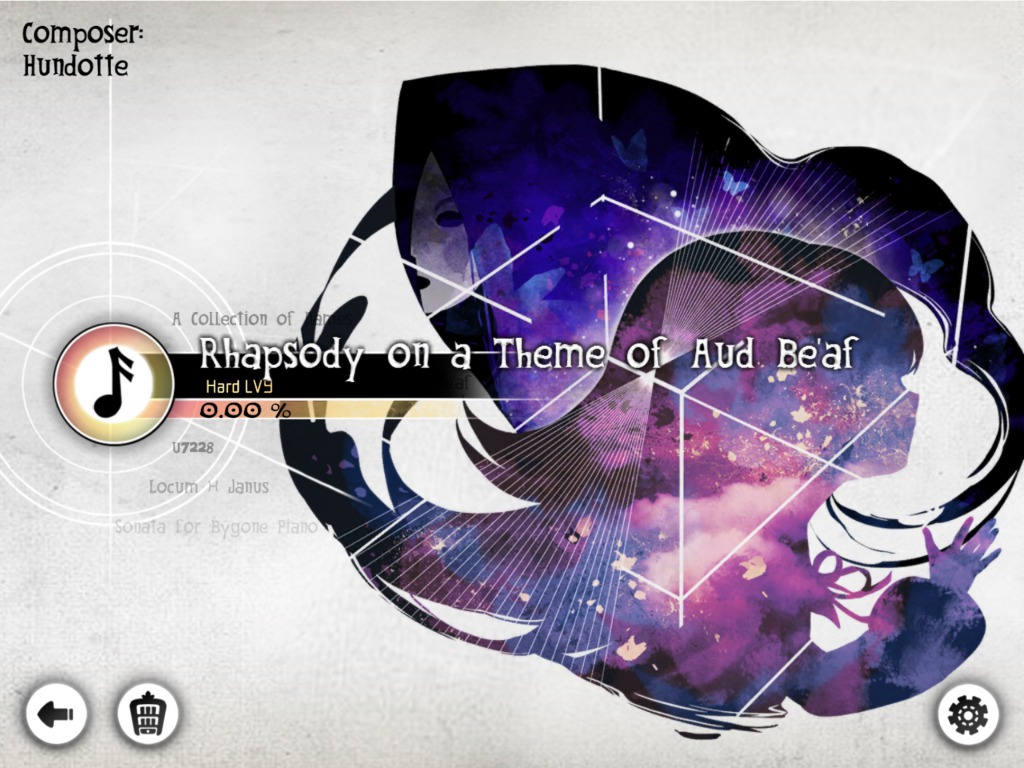 Composer:
Hundotte
A Collection of
Rhapsody on a Theme of Aud Be'af
Hard LV9
0.00 %
U7228
Locum Janus
Sonata for Bygone Piano